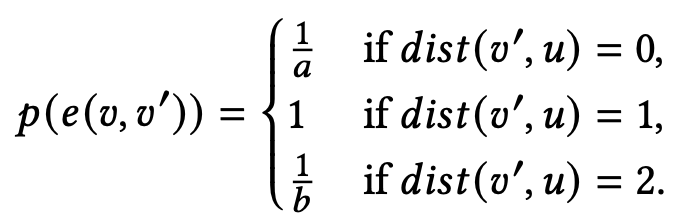 p(e(v, v′)) = { 1/a if dist(v′, u) = 0,
1 if dist(v′, u) = 1,
1/b if dist(v′, u) = 2.